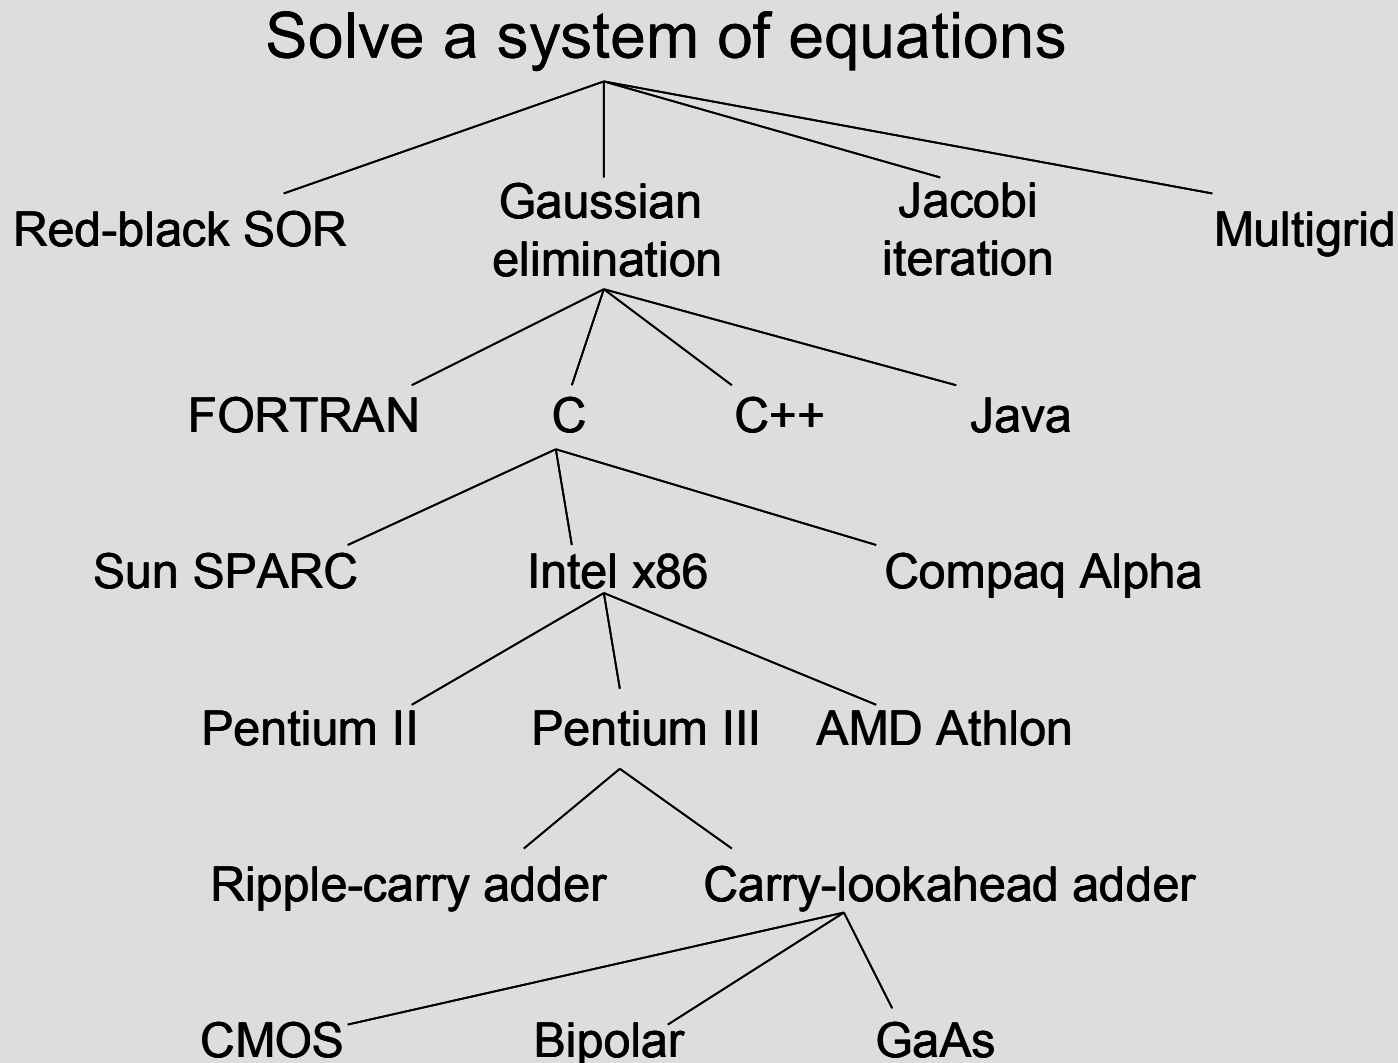 Solve a system of equations
Red-black SOR
Gaussian
elimination
Jacobi
iteration
Multigrid
FORTRAN
C
C++
Java
Sun SPARC
Intel x86
Compaq Alpha
Pentium II
Pentium III
AMD Athlon
Ripple-carry adder
Carry-lookahead adder
CMOS
Bipolar
GaAs